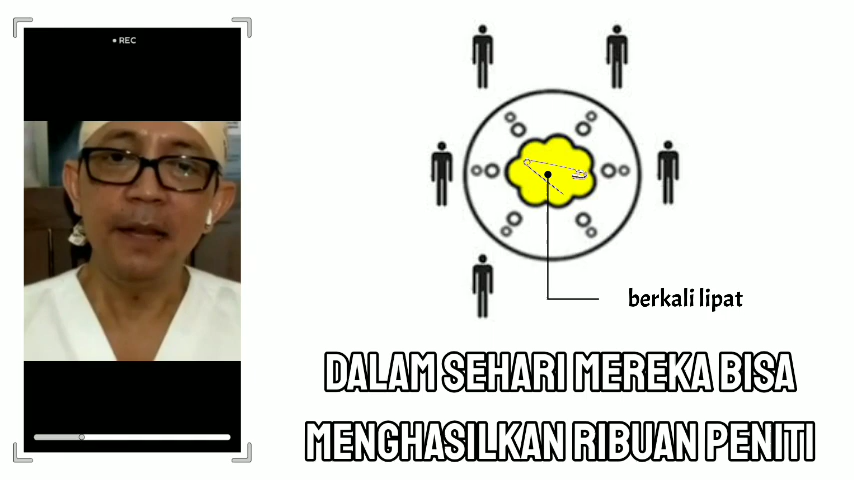 REC
berkali lipat
DALAM SEHARI MEREKA BISA
MENGHASILKAN RIBUAN PENITI